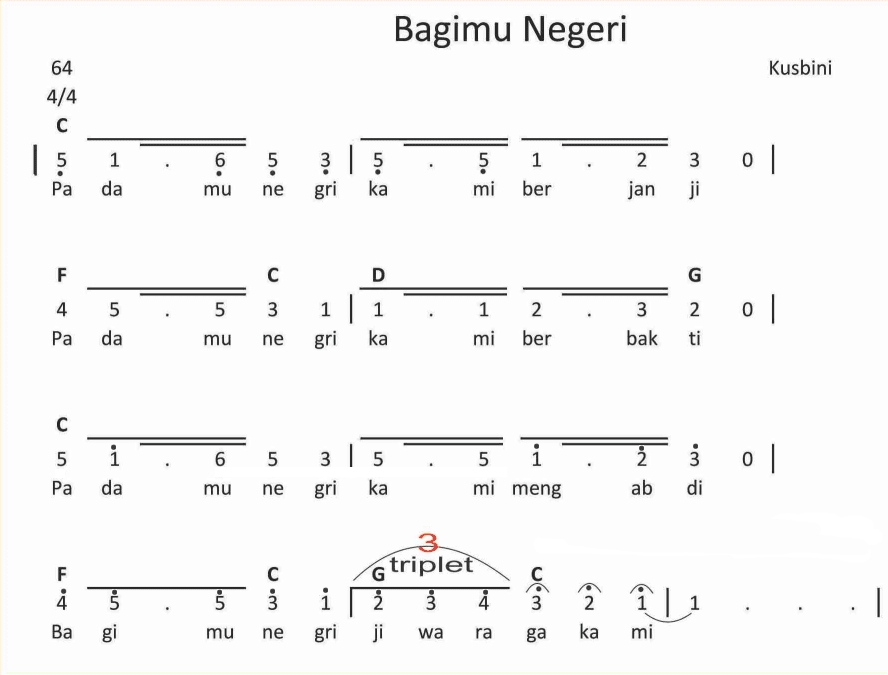 Bagimu Negeri
64 Kusbini
4/4
C
| 5̣ 1 . 6̣ 5̣ 3̣ | 5̣ . 5̣ 1 . 2 3 0 |
Pa da mu ne gri ka mi ber jan ji
F C D G
4 5 . 5 3 1 | 1 . 1 2 . 3 2 0 |
Pa da mu ne gri ka mi ber bak ti
C
5 1̇ . 6 5 3 | 5 . 5 1̇ . 2̇ 3̇ 0 |
Pa da mu ne gri ka mi meng ab di
3
F C G triplet C
4̇ 5̇ . 5̇ 3̇ 1̇ | 2̇ 3̇ 4̇ 3̇ 2̇ 1̇ | 1 . . . |
Ba gi mu ne gri ji wa ra ga ka mi